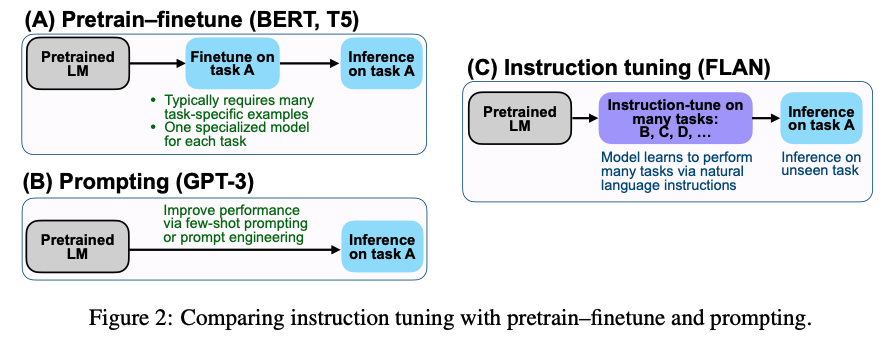 (A) Pretrain–finetune (BERT, T5)
Pretrained
LM
Finetune on
task A
Inference
on task A
• Typically requires many
task-specific examples
• One specialized model
for each task
(B) Prompting (GPT-3)
Pretrained
LM
Improve performance
via few-shot prompting
or prompt engineering
Inference
on task A
(C) Instruction tuning (FLAN)
Pretrained
LM
Instruction-tune on
many tasks:
B, C, D, …
Inference
on task A
Model learns to perform
many tasks via natural
language instructions
Inference on
unseen task
Figure 2: Comparing instruction tuning with pretrain–finetune and prompting.